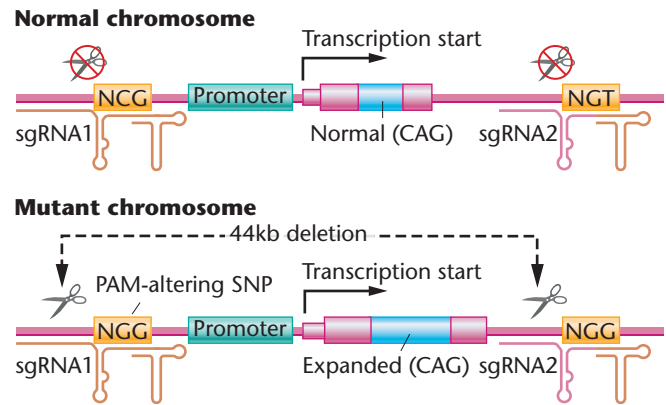 Normal chromosome
Transcription start
NCG
Promoter
NGT
sgRNA1
Normal (CAG)
sgRNA2
Mutant chromosome
44kb deletion
PAM-altering SNP
Transcription start
NGG
Promoter
NGG
sgRNA1
Expanded (CAG)
sgRNA2